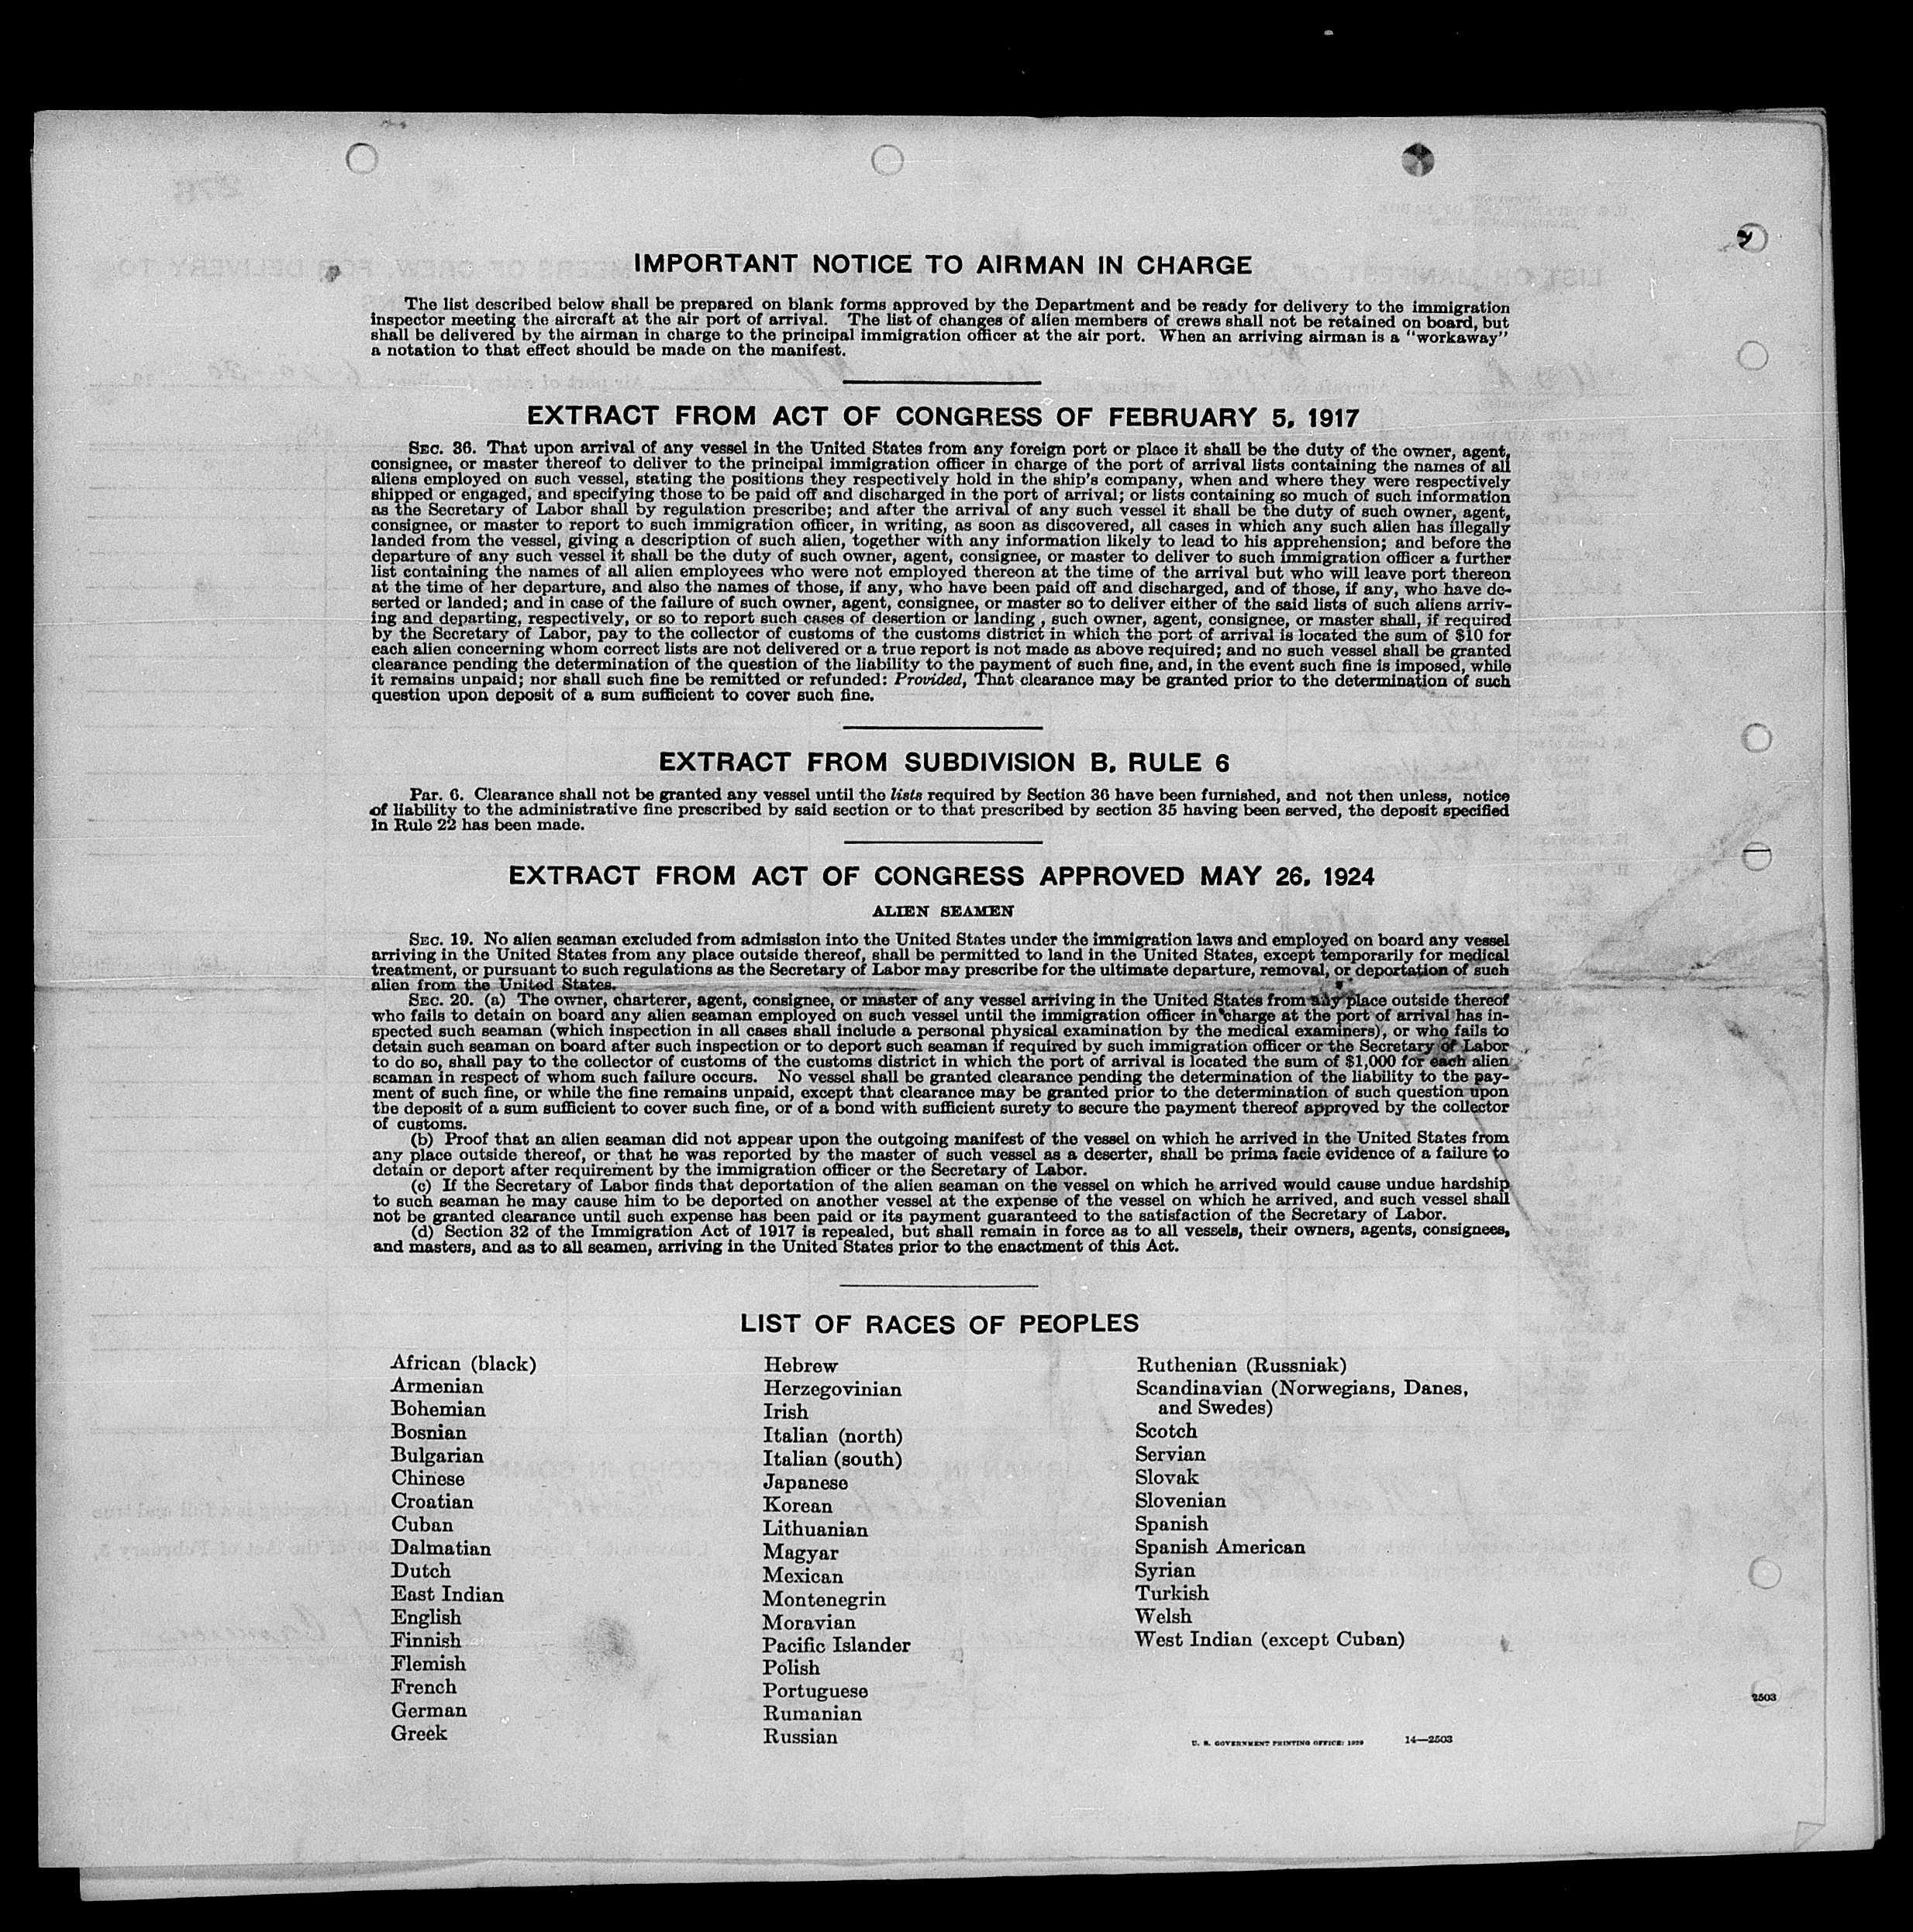 IMPORTANT NOTICE TO AIRMAN IN CHARGE
The list described below shall be prepared on blank forms approved by the Department and be ready for delivery to the immigration
inspector meeting the aircraft at the air port of arrival. The list of changes of alien members of crews shall not be retained on board, but
shall be delivered by the airman in charge to the principal immigration officer at the air port. When an arriving airman is a "workaway"
a notation to that effect should be made on the manifest.
EXTRACT FROM ACT OF CONGRESS OF FEBRUARY 5, 1917
SEC. 36. That upon arrival of any vessel in the United States from any foreign port or place it shall be the duty of the owner, agent,
consignee, or master thereof to deliver to the principal immigration officer in charge of the port of arrival lists containing the names of all
aliens employed on such vessel, stating the positions they respectively hold in the ship's company, when and where they were respectively
shipped or engaged, and specifying those to be paid off and discharged in the port of arrival; or lists containing so much of such information
as the Secretary of Labor shall by regulation prescribe; and after the arrival of any such vessel it shall be the duty of such owner, agent,
consignee, or master to report to such immigration officer, in writing, as soon as discovered, all cases in which any such alien has illegally
landed from the vessel, giving a description of such alien, together with any information likely to lead to his apprehension; and before the
departure of any such vessel it shall be the duty of such owner, agent, consignee, or master to deliver to such immigration officer a further
list containing the names of all alien employees who were not employed thereon at the time of the arrival but who will leave port thereon
at the time of her departure, and also the names of those, if any, who have been paid off and discharged, and of those, if any, who have de-
serted or landed; and in case of the failure of such owner, agent, consignee, or master so to deliver either of the said lists of such aliens arriv-
ing and departing, respectively, or so to report such cases of desertion or landing , such owner, agent, consignee, or master shall, if required
by the Secretary of Labor, pay to the collector of customs of the customs district in which the port of arrival is located the sum of $10 for
each alien concerning whom correct lists are not delivered or a true report is not made as above required; and no such vessel shall be granted
clearance pending the determination of the question of the liability to the payment of such fine, and, in the event such fine is imposed, while
it remains unpaid; nor shall such fine be remitted or refunded: Provided, That clearance may be granted prior to the determination of such
question upon deposit of a sum sufficient to cover such fine.
EXTRACT FROM SUBDIVISION B, RULE 6
Par. 6. Clearance shall not be granted any vessel until the lists required by Section 36 have been furnished, and not then unless, notice
of liability to the administrative fine prescribed by said section or to that prescribed by section 35 having been served, the deposit specified
in Rule 22 has been made.
EXTRACT FROM ACT OF CONGRESS APPROVED MAY 26, 1924
ALIEN SEAMEN
SEC. 19. No alien seaman excluded from admission into the United States under the immigration laws and employed on board any vessel
arriving in the United States from any place outside thereof, shall be permitted to land in the United States, except temporarily for medical
treatment, or pursuant to such regulations as the Secretary of Labor may prescribe for the ultimate departure, removal, or deportation of such
alien from the United States.
SEC. 20. (a) The owner, charterer, agent, consignee, or master of any vessel arriving in the United States from any place outside thereof
who fails to detain on board any alien seaman employed on such vessel until the immigration officer in charge at the port of arrival has in-
spected such seaman (which inspection in all cases shall include a personal physical examination by the medical examiners), or who fails to
detain such seaman on board after such inspection or to deport such seaman if required by such immigration officer or the Secretary of Labor
to do so, shall pay to the collector of customs of the customs district in which the port of arrival is located the sum of $1,000 for each alien
seaman in respect of whom such failure occurs. No vessel shall be granted clearance pending the determination of the liability to the pay-
ment of such fine, or while the fine remains unpaid, except that clearance may be granted prior to the determination of such question upon
the deposit of a sum sufficient to cover such fine, or of a bond with sufficient surety to secure the payment thereof approved by the collector
of customs.
(b) Proof that an alien seaman did not appear upon the outgoing manifest of the vessel on which he arrived in the United States from
any place outside thereof, or that he was reported by the master of such vessel as a deserter, shall be prima facie evidence of a failure to
detain or deport after requirement by the immigration officer or the Secretary of Labor.
(c) If the Secretary of Labor finds that deportation of the alien seaman on the vessel on which he arrived would cause undue hardship
to such seaman he may cause him to be deported on another vessel at the expense of the vessel on which he arrived, and such vessel shall
not be granted clearance until such expense has been paid or its payment guaranteed to the satisfaction of the Secretary of Labor.
(d) Section 32 of the Immigration Act of 1917 is repealed, but shall remain in force as to all vessels, their owners, agents, consignees,
and masters, and as to all seamen, arriving in the United States prior to the enactment of this Act.
LIST OF RACES OF PEOPLES
African (black)
Armenian
Bohemian
Bosnian
Bulgarian
Chinese
Croatian
Cuban
Dalmatian
Dutch
East Indian
English
Finnish
Flemish
French
German
Greek
Hebrew
Herzegovinian
Irish
Italian (north)
Italian (south)
Japanese
Korean
Lithuanian
Magyar
Mexican
Montenegrin
Moravian
Pacific Islander
Polish
Portuguese
Rumanian
Russian
Ruthenian (Russniak)
Scandinavian (Norwegians, Danes,
and Swedes)
Scotch
Servian
Slovak
Slovenian
Spanish
Spanish American
Syrian
Turkish
Welsh
West Indian (except Cuban)
2503
U. S. GOVERNMENT PRINTING OFFICE: 1929 14—2503